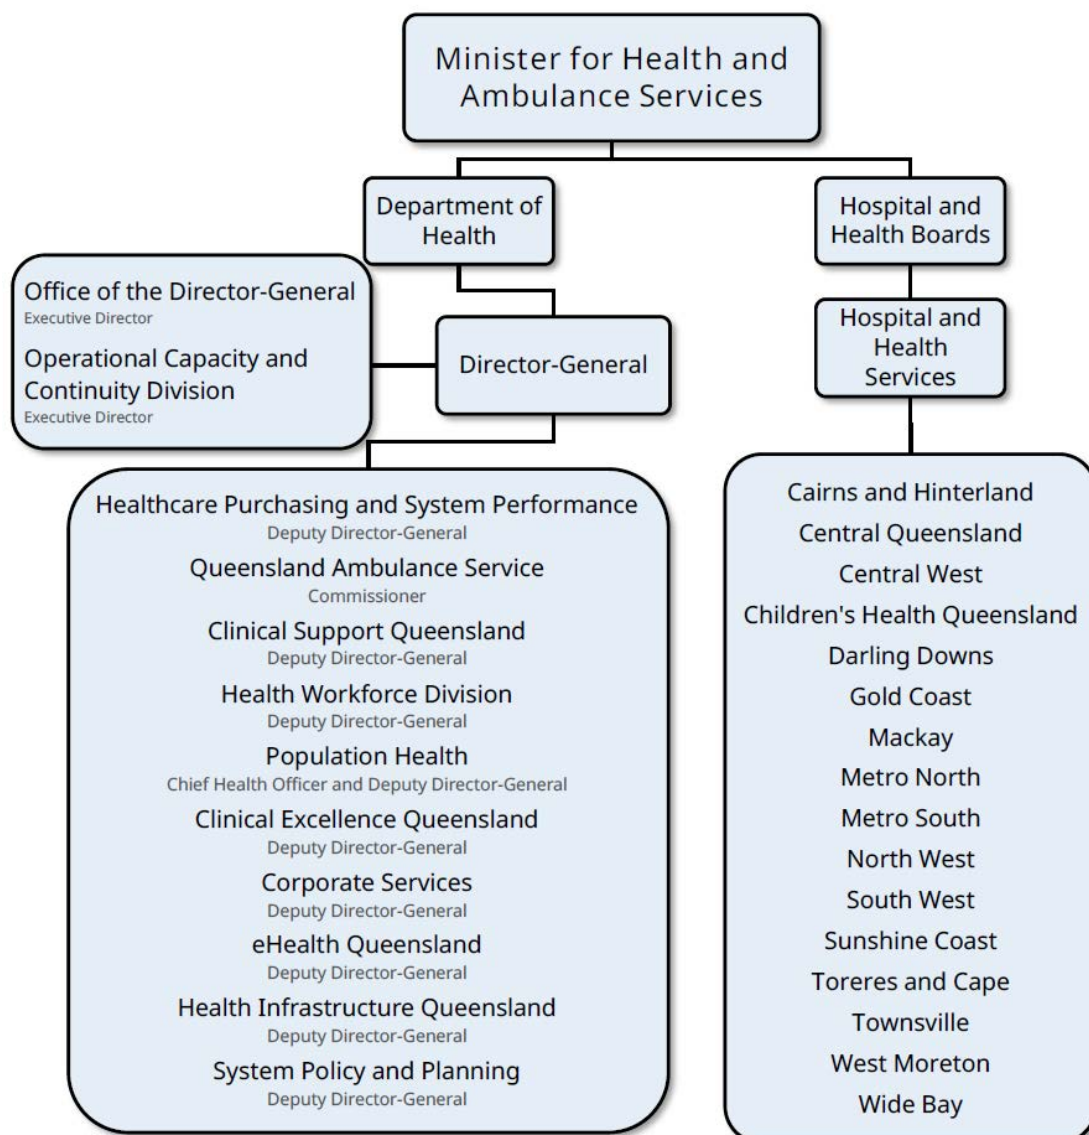 Minister for Health and
Ambulance Services
Department of
Health
Hospital and
Health Boards
Office of the Director-General
Executive Director
Operational Capacity and
Continuity Division
Executive Director
Director-General
Hospital and
Health
Services
Healthcare Purchasing and System Performance
Deputy Director-General
Queensland Ambulance Service
Commissioner
Clinical Support Queensland
Deputy Director-General
Health Workforce Division
Deputy Director-General
Population Health
Chief Health Officer and Deputy Director-General
Clinical Excellence Queensland
Deputy Director-General
Corporate Services
Deputy Director-General
eHealth Queensland
Deputy Director-General
Health Infrastructure Queensland
Deputy Director-General
System Policy and Planning
Deputy Director-General
Cairns and Hinterland
Central Queensland
Central West
Children's Health Queensland
Darling Downs
Gold Coast
Mackay
Metro North
Metro South
North West
South West
Sunshine Coast
Toreres and Cape
Townsville
West Moreton
Wide Bay